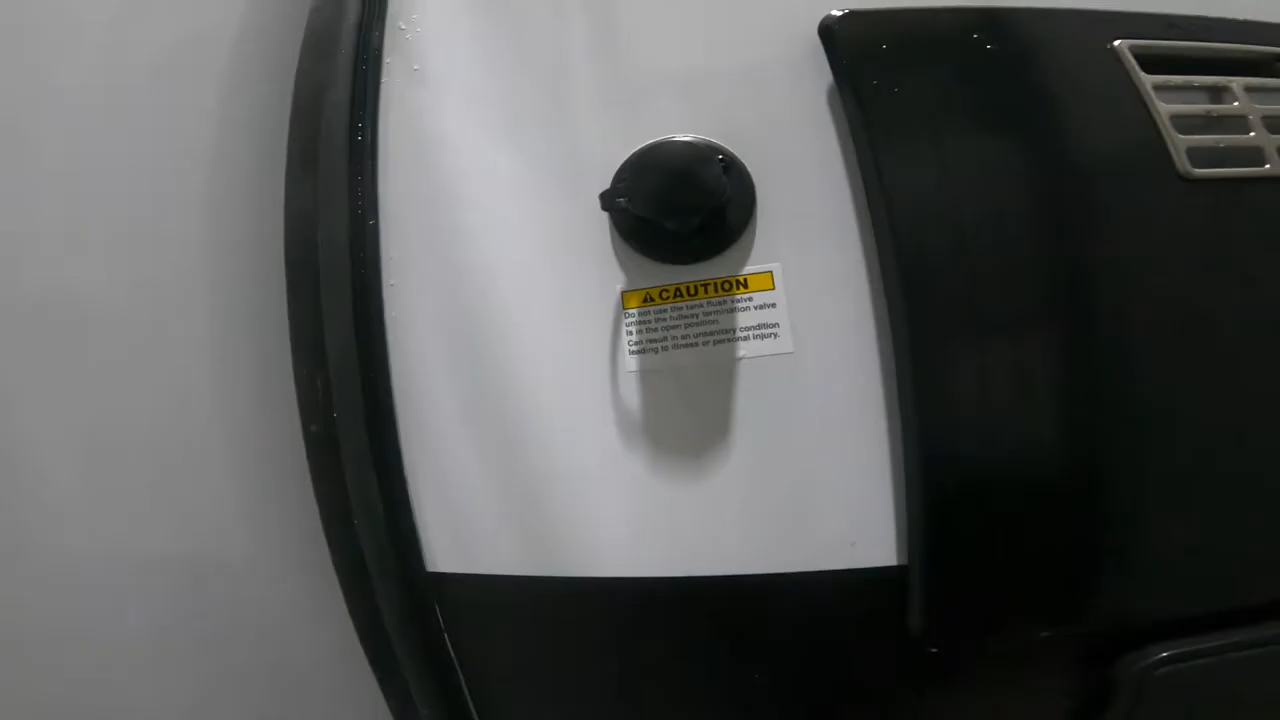 CAUTION
Do not use the tank flush valve
unless the fullway termination valve
is in the open position.
Can result in an unsanitary condition
leading to illness or personal injury.